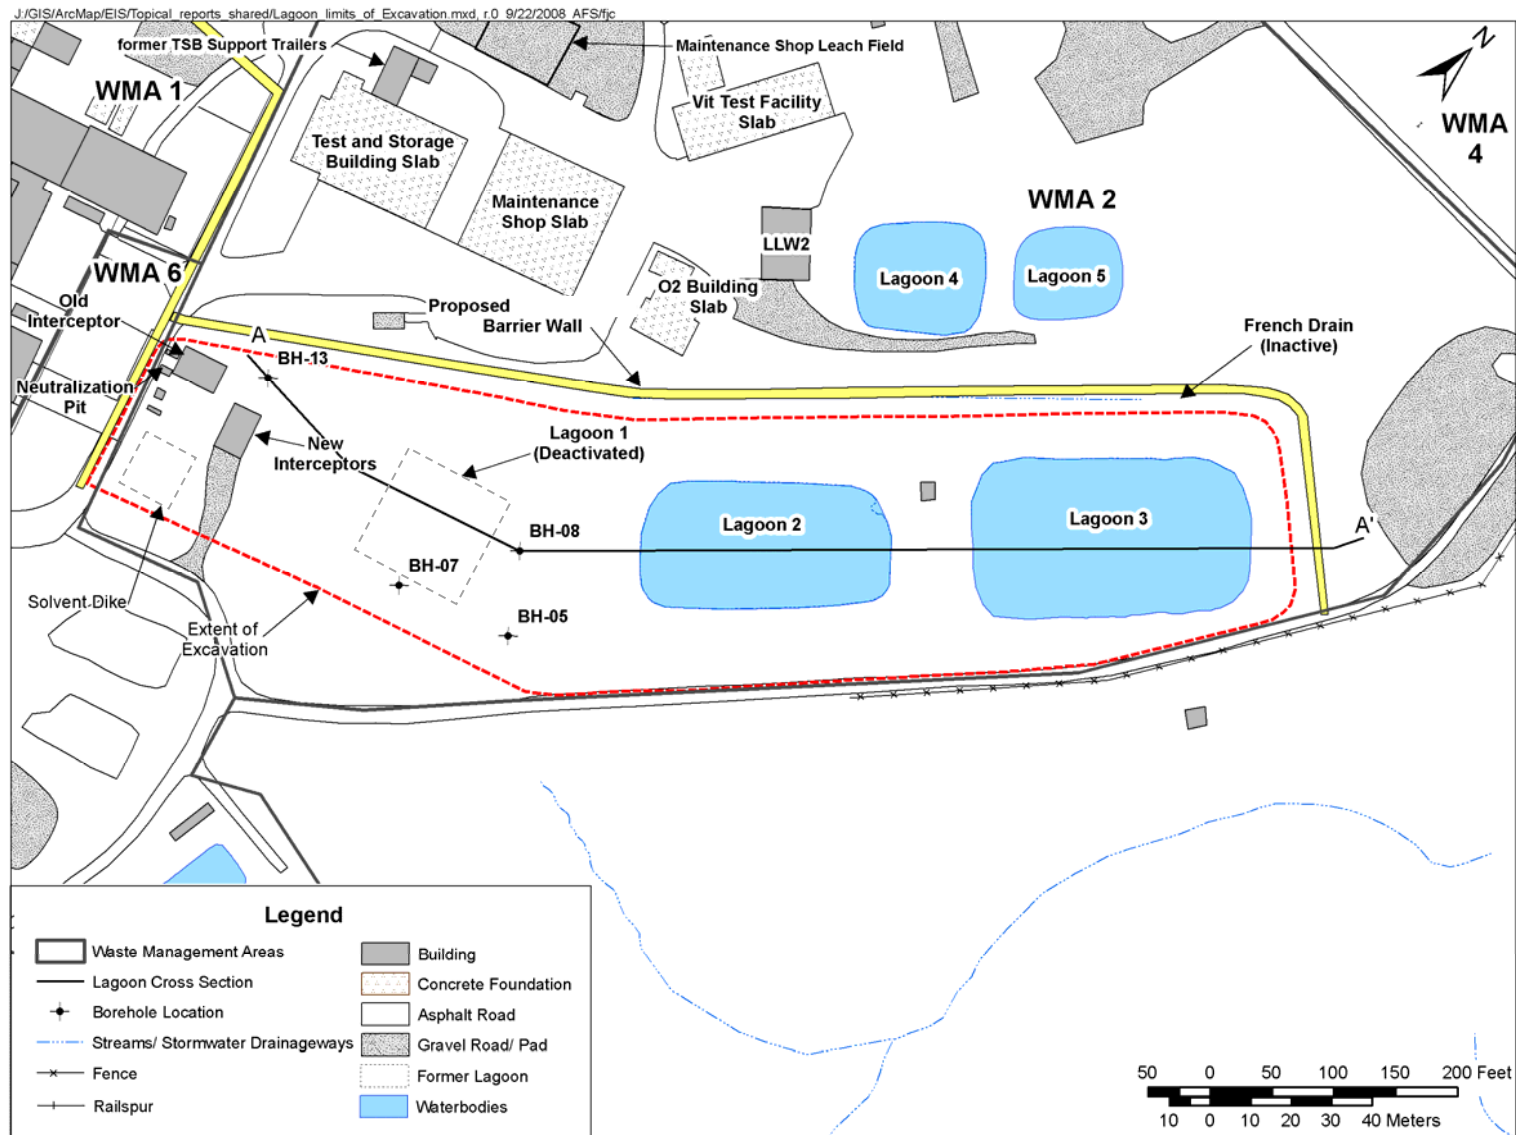 J:/GIS/ArcMap/EIS/Topical_reports_shared/Lagoon_limits_of_Excavation.mxd, r.0 9/22/2008 AFS/fjc
former TSB Support Trailers
Maintenance Shop Leach Field
N
WMA 1
Vit Test Facility
Slab
WMA
4
Test and Storage
Building Slab
Maintenance
Shop Slab
WMA 2
LLW2
WMA 6
Lagoon 4
Lagoon 5
O2 Building
Slab
Old
Interceptor
Proposed
Barrier Wall
French Drain
(Inactive)
A
BH-13
Neutralization
Pit
New
Interceptors
Lagoon 1
(Deactivated)
Lagoon 2
Lagoon 3
A'
BH-08
BH-07
Solvent Dike
BH-05
Extent of
Excavation
Legend
Waste Management Areas
Lagoon Cross Section
Borehole Location
Streams/ Stormwater Drainageways
Fence
Railspur
Building
Concrete Foundation
Asphalt Road
Gravel Road/ Pad
Former Lagoon
Waterbodies
50 0 50 100 150 200 Feet
10 0 10 20 30 40 Meters